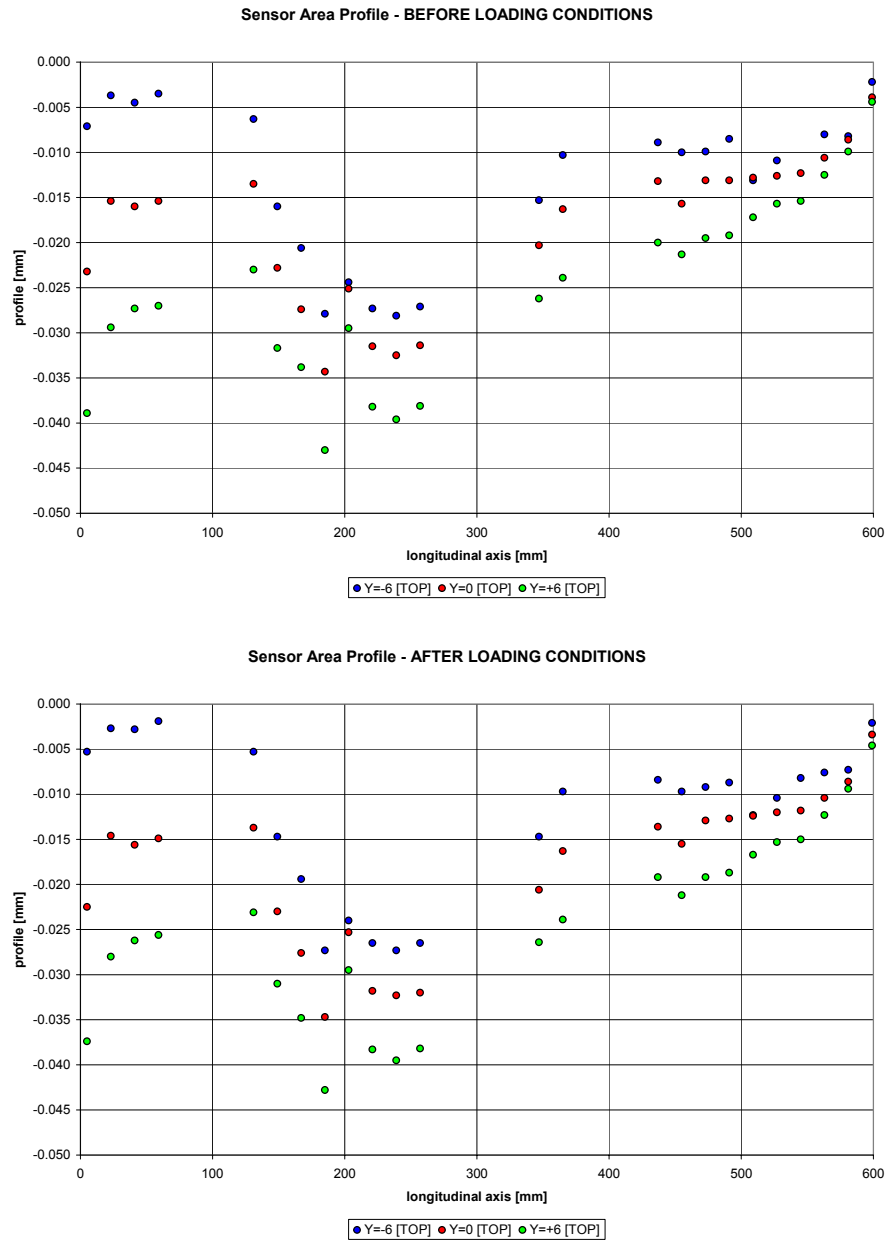 Sensor Area Profile - BEFORE LOADING CONDITIONS
0.000
-0.005
-0.010
-0.015
-0.020
-0.025
-0.030
-0.035
-0.040
-0.045
-0.050
profile [mm]
0 100 200 300 400 500 600
longitudinal axis [mm]
Y=-6 [TOP] Y=0 [TOP] Y=+6 [TOP]
Sensor Area Profile - AFTER LOADING CONDITIONS
0.000
-0.005
-0.010
-0.015
-0.020
-0.025
-0.030
-0.035
-0.040
-0.045
-0.050
profile [mm]
0 100 200 300 400 500 600
longitudinal axis [mm]
Y=-6 [TOP] Y=0 [TOP] Y=+6 [TOP]